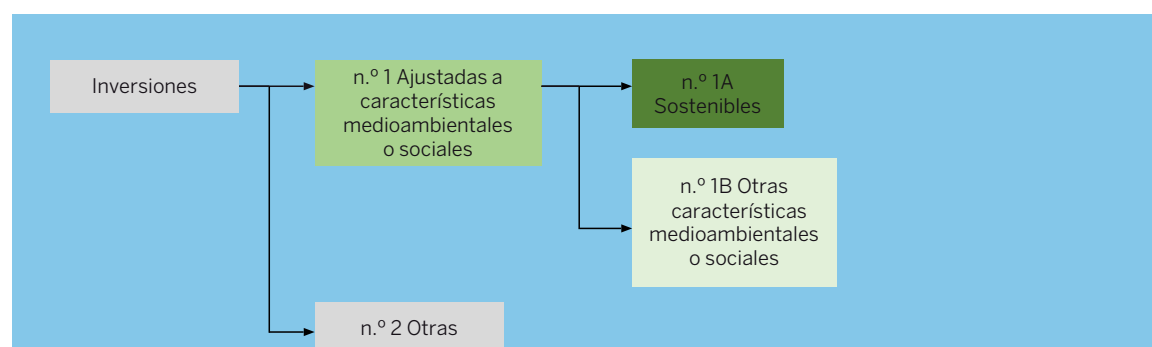 Inversiones
n.º 1 Ajustadas a
características
medioambientales
o sociales
n.º 1A
Sostenibles
n.º 1B Otras
características
medioambientales
o sociales
n.º 2 Otras